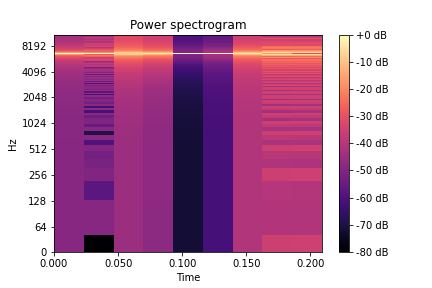 Power spectrogram
Hz
8192
4096
2048
1024
512
256
128
64
0
0.000
0.050
0.100
0.150
0.200
Time
+0 dB
-10 dB
-20 dB
-30 dB
-40 dB
-50 dB
-60 dB
-70 dB
-80 dB